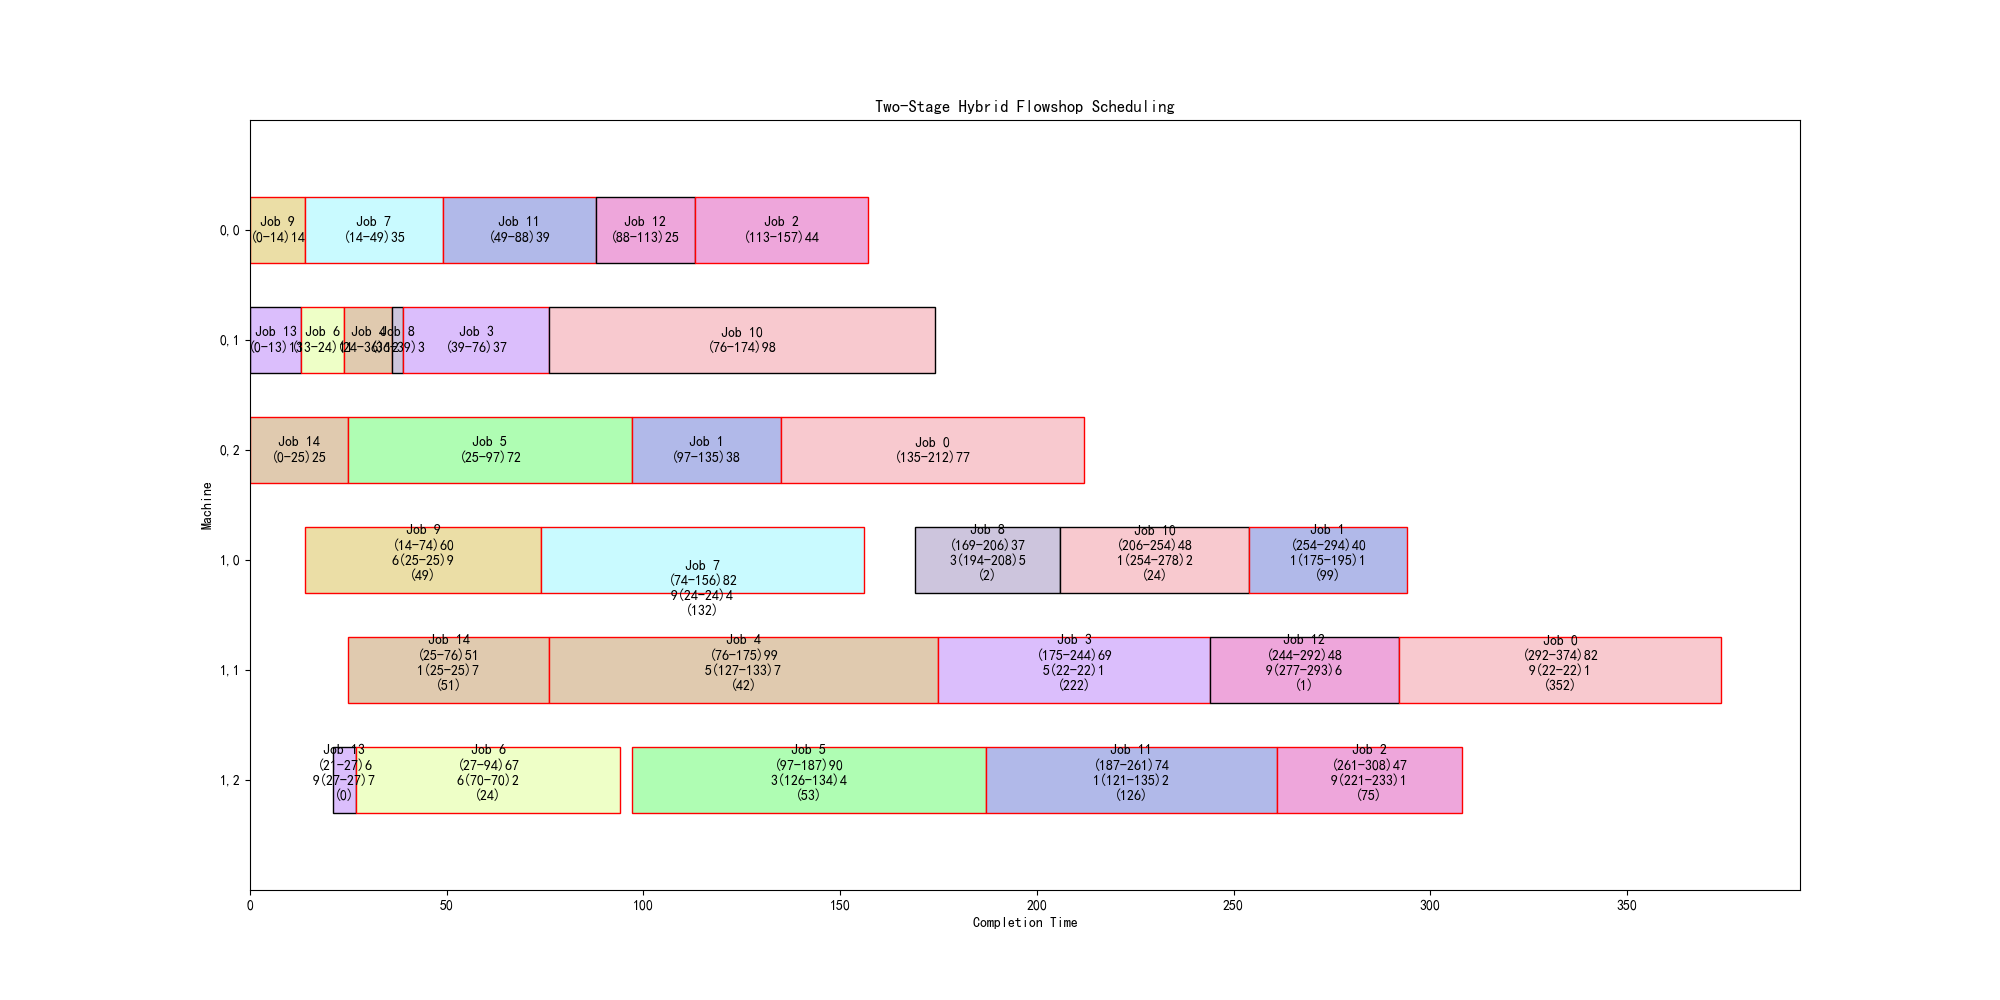 Two-Stage Hybrid Flowshop Scheduling
0,0
Job 9
(0-14)14
Job 7
(14-49)35
Job 11
(49-88)39
Job 12
(88-113)25
Job 2
(113-157)44
0,1
Job 13
(0-13)13
Job 6
(13-24)11
Job 4
(24-36)12
Job 8
(36-39)3
Job 3
(39-76)37
Job 10
(76-174)98
0,2
Job 14
(0-25)25
Job 5
(25-97)72
Job 1
(97-135)38
Job 0
(135-212)77
Machine
1,0
Job 9
(14-74)60
6(25-25)9
(49)
Job 7
(74-156)82
9(24-24)4
(132)
Job 8
(169-206)37
3(194-208)5
(2)
Job 10
(206-254)48
1(254-278)2
(24)
Job 1
(254-294)40
1(175-195)1
(99)
1,1
Job 14
(25-76)51
1(25-25)7
(51)
Job 4
(76-175)99
5(127-133)7
(42)
Job 3
(175-244)69
5(22-22)1
(222)
Job 12
(244-292)48
9(277-293)6
(1)
Job 0
(292-374)82
9(22-22)1
(352)
1,2
Job 13
(21-27)6
9(27-27)7
(0)
Job 6
(27-94)67
6(70-70)2
(24)
Job 5
(97-187)90
3(126-134)4
(53)
Job 11
(187-261)74
1(121-135)2
(126)
Job 2
(261-308)47
9(221-233)1
(75)
0 50 100 150 200 250 300 350
Completion Time